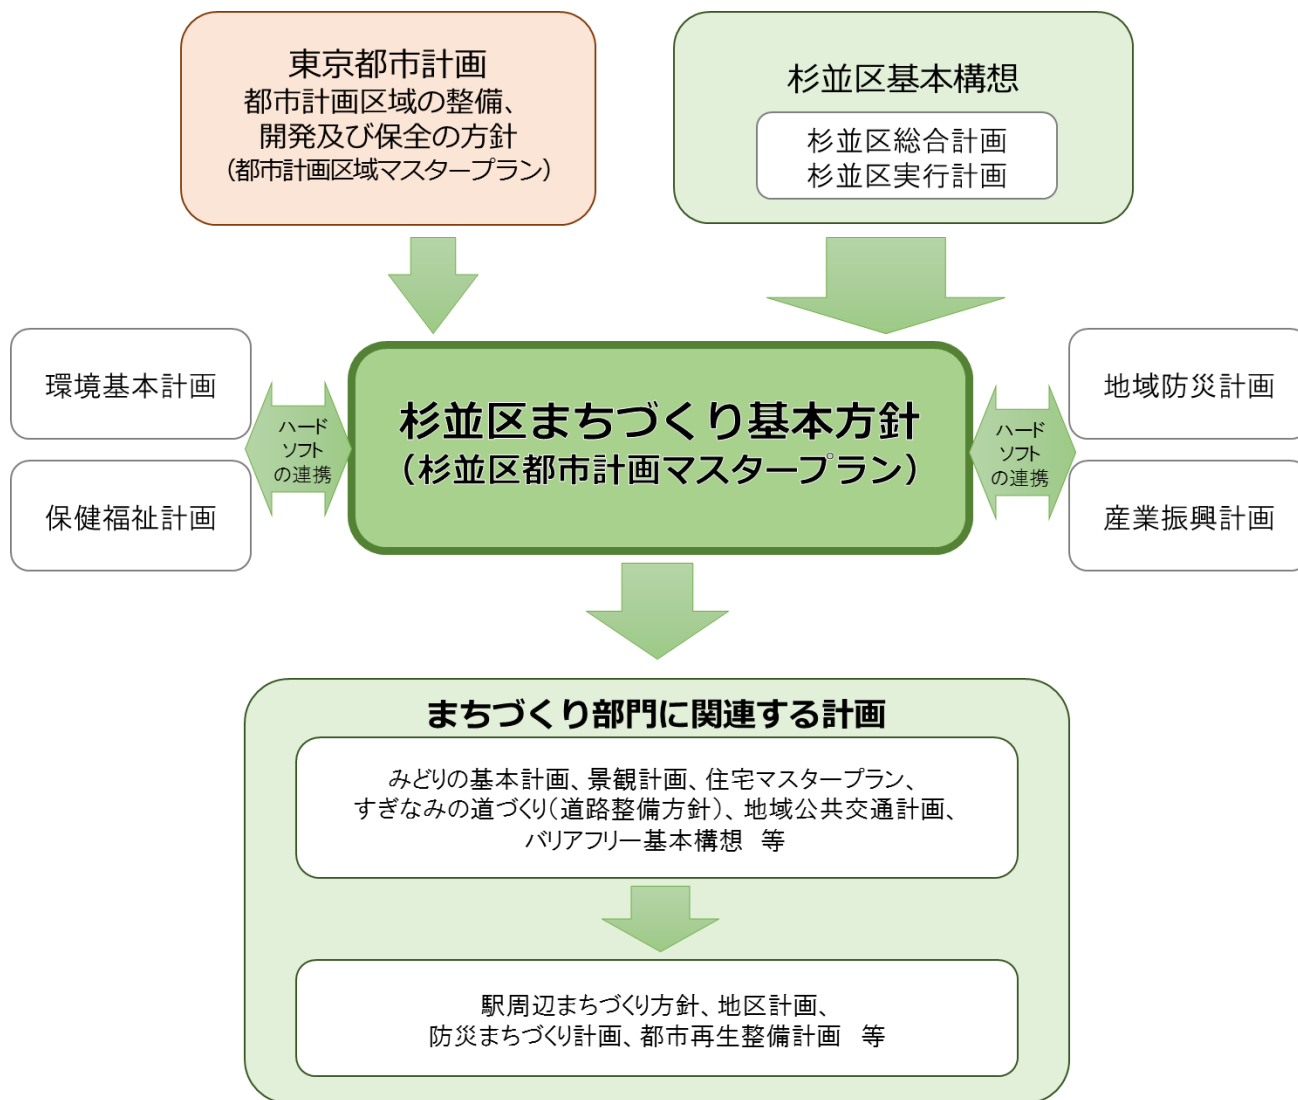 東京都市計画
都市計画区域の整備、
開発及び保全の方針
（都市計画区域マスタープラン）
杉並区基本構想
杉並区総合計画
杉並区実行計画
環境基本計画
保健福祉計画
ハード
ソフト
の連携
杉並区まちづくり基本方針
（杉並区都市計画マスタープラン）
ハード
ソフト
の連携
地域防災計画
産業振興計画
まちづくり部門に関連する計画
みどりの基本計画、景観計画、住宅マスタープラン、
すぎなみの道づくり（道路整備方針）、地域公共交通計画、
バリアフリー基本構想　等
駅周辺まちづくり方針、地区計画、
防災まちづくり計画、都市再生整備計画　等